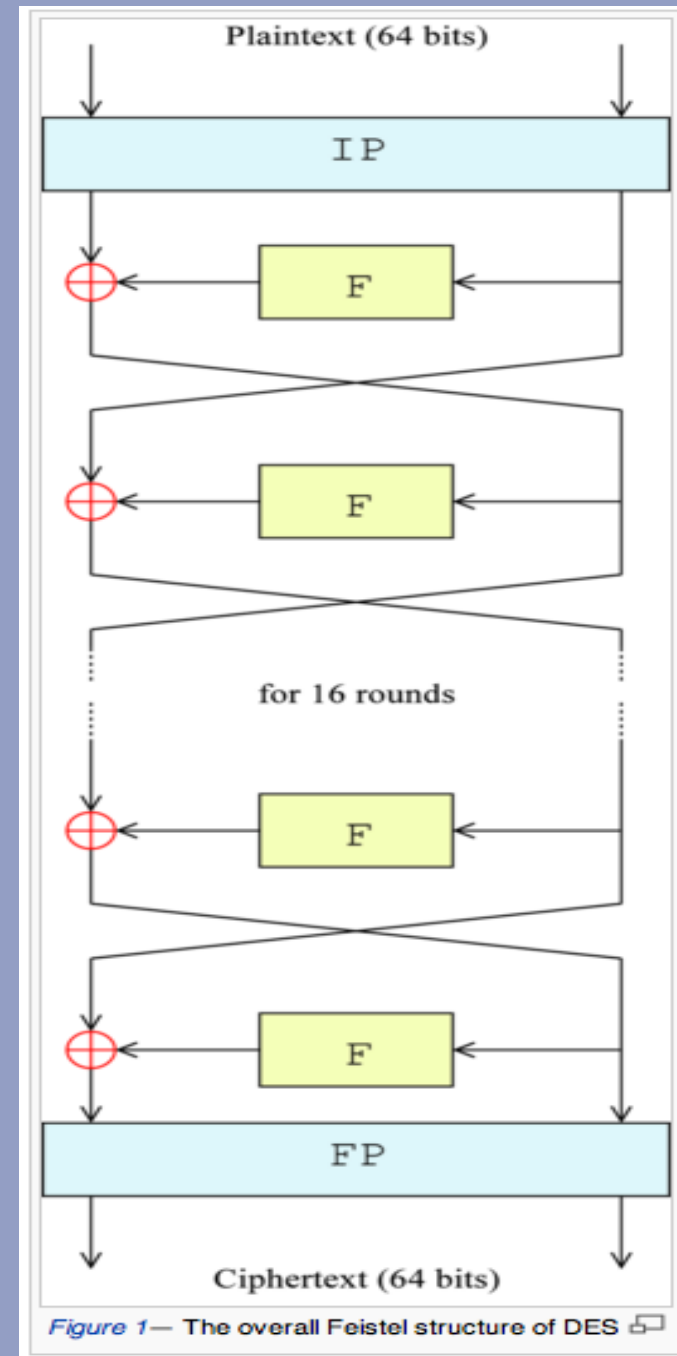 Plaintext (64 bits)
IP
F
F
for 16 rounds
F
F
FP
Ciphertext (64 bits)
Figure 1— The overall Feistel structure of DES